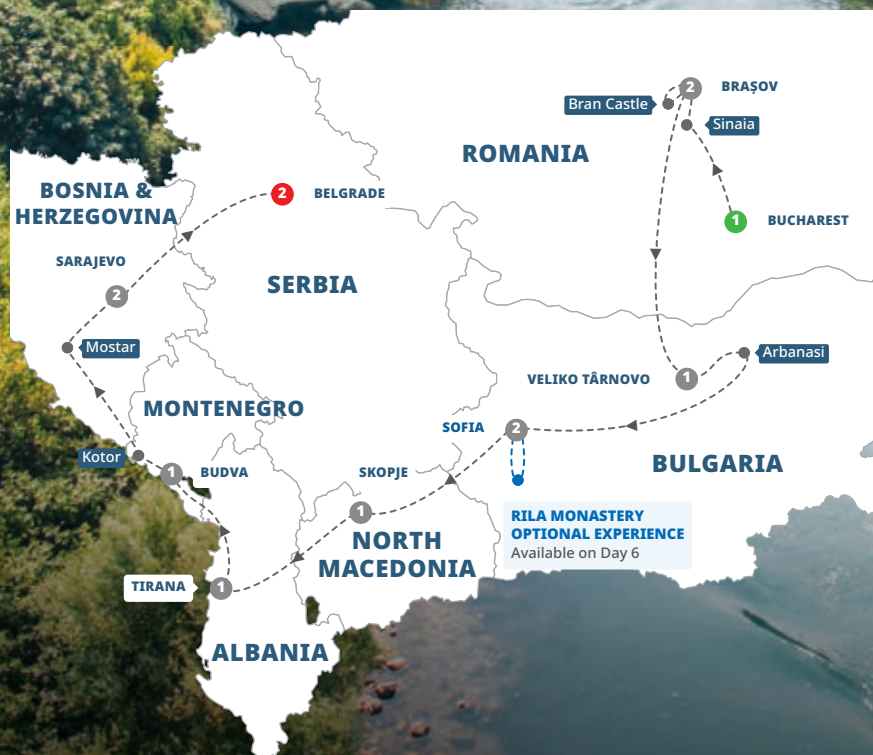 2
BRAȘOV
Bran Castle
Sinaia
ROMANIA
BOSNIA &
HERZEGOVINA
2
BELGRADE
1
BUCHAREST
SARAJEVO
2
SERBIA
Mostar
Arbanasi
VELIKO TÂRNOVO
1
MONTENEGRO
SOFIA
2
Kotor
1
BUDVA
SKOPJE
BULGARIA
1
RILA MONASTERY
OPTIONAL EXPERIENCE
Available on Day 6
NORTH
MACEDONIA
TIRANA
1
ALBANIA